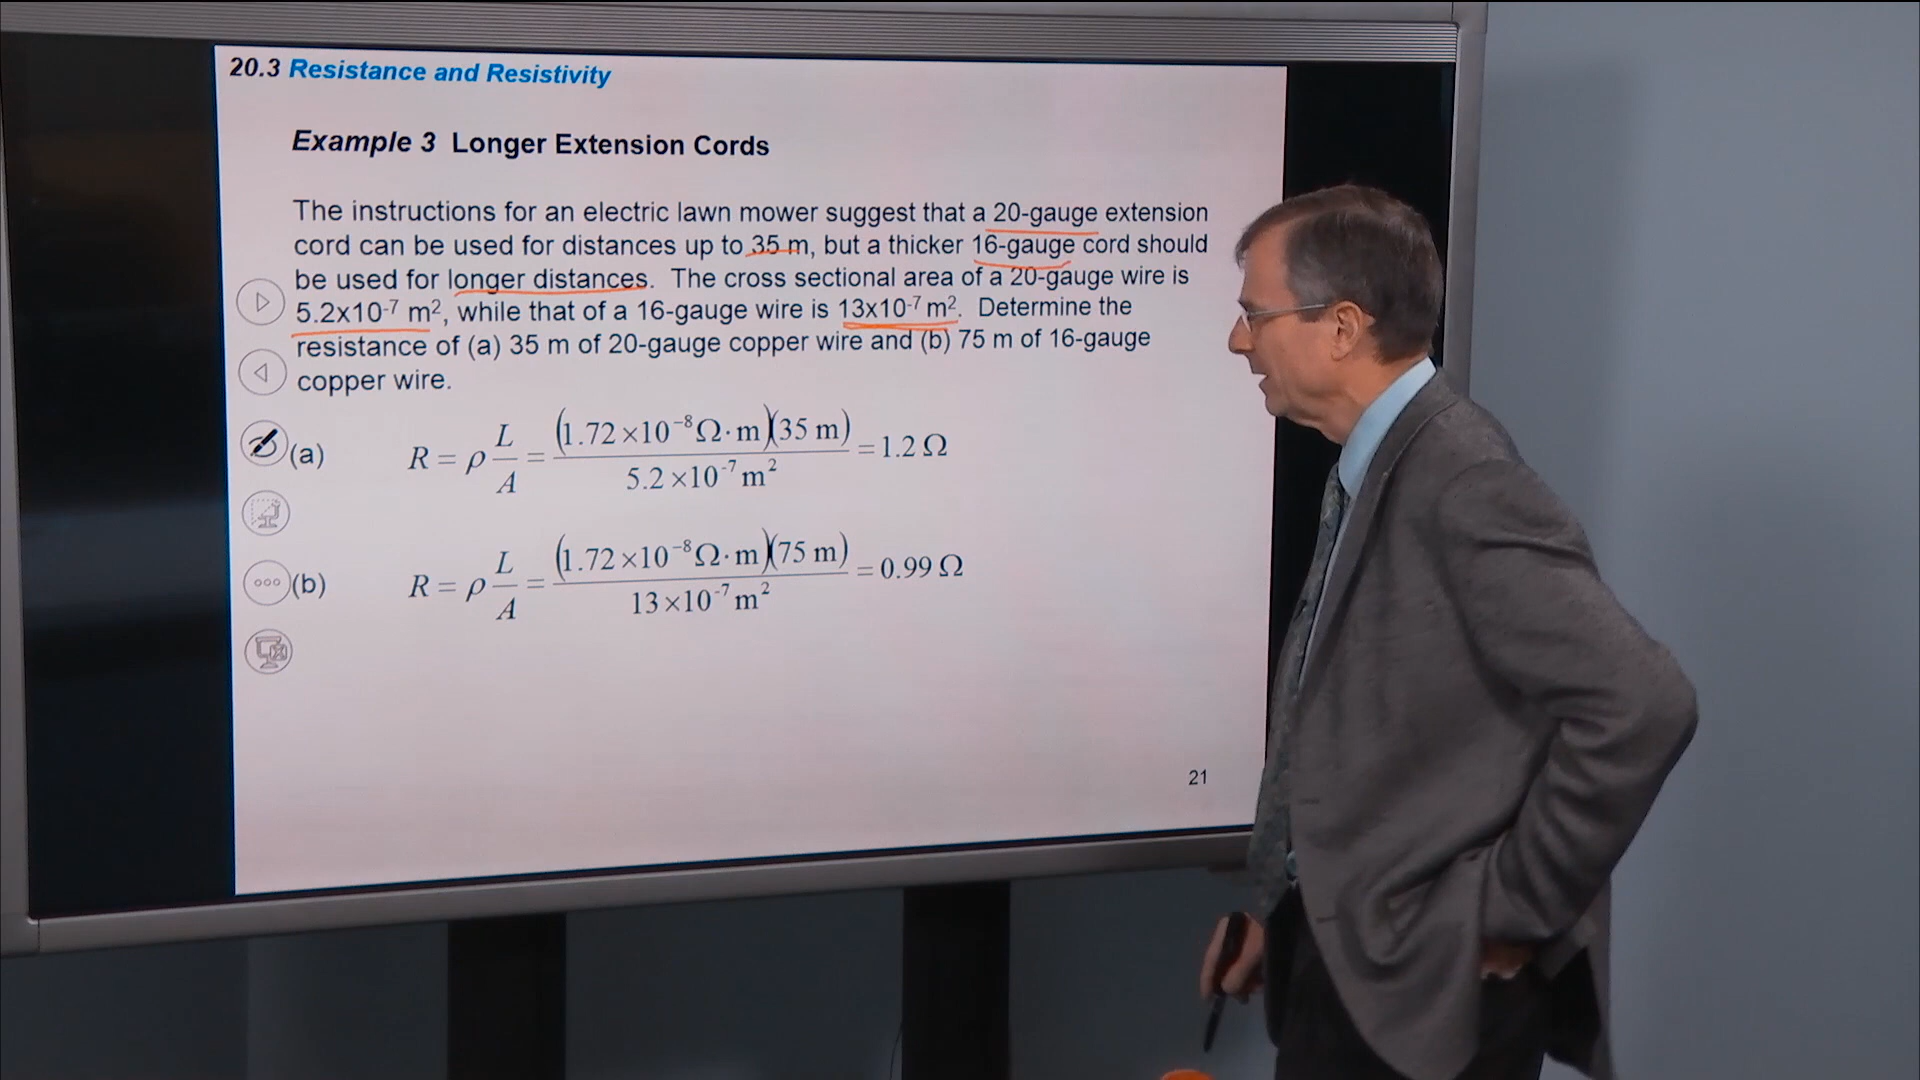 20.3 Resistance and Resistivity
Example 3 Longer Extension Cords
The instructions for an electric lawn mower suggest that a 20-gauge extension
cord can be used for distances up to 35 m, but a thicker 16-gauge cord should
be used for longer distances. The cross sectional area of a 20-gauge wire is
5.2x10⁻⁷ m², while that of a 16-gauge wire is 13x10⁻⁷ m². Determine the
resistance of (a) 35 m of 20-gauge copper wire and (b) 75 m of 16-gauge
copper wire.
(a) R = ρ L/A = (1.72×10⁻⁸ Ω·m)(35 m)/5.2×10⁻⁷ m² = 1.2 Ω
(b) R = ρ L/A = (1.72×10⁻⁸ Ω·m)(75 m)/13×10⁻⁷ m² = 0.99 Ω
21